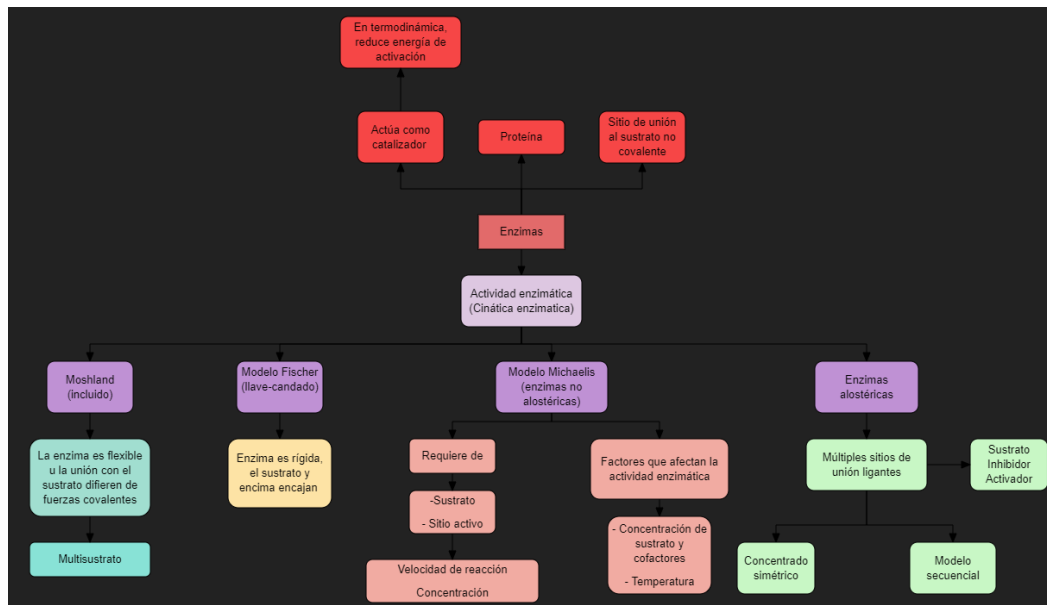 En termodinámica,
reduce energía de
activación
Actúa como
catalizador
Proteína
Sitio de unión
al sustrato no
covalente
Enzimas
Actividad enzimática
(Cinática enzimatica)
Moshland
(incluido)
Modelo Fischer
(llave-candado)
Modelo Michaelis
(enzimas no
alostéricas)
Enzimas
alostéricas
La enzima es flexible
u la unión con el
sustrato difieren de
fuerzas covalentes
Enzima es rígida,
el sustrato y
encima encajan
Requiere de
Factores que afectan la
actividad enzimática
Múltiples sitios de
unión ligantes
Sustrato
Inhibidor
Activador
-Sustrato
- Sitio activo
- Concentración de
sustrato y
cofactores
- Temperatura
Multisustrato
Velocidad de reacción
Concentración
Concentrado
simétrico
Modelo
secuencial